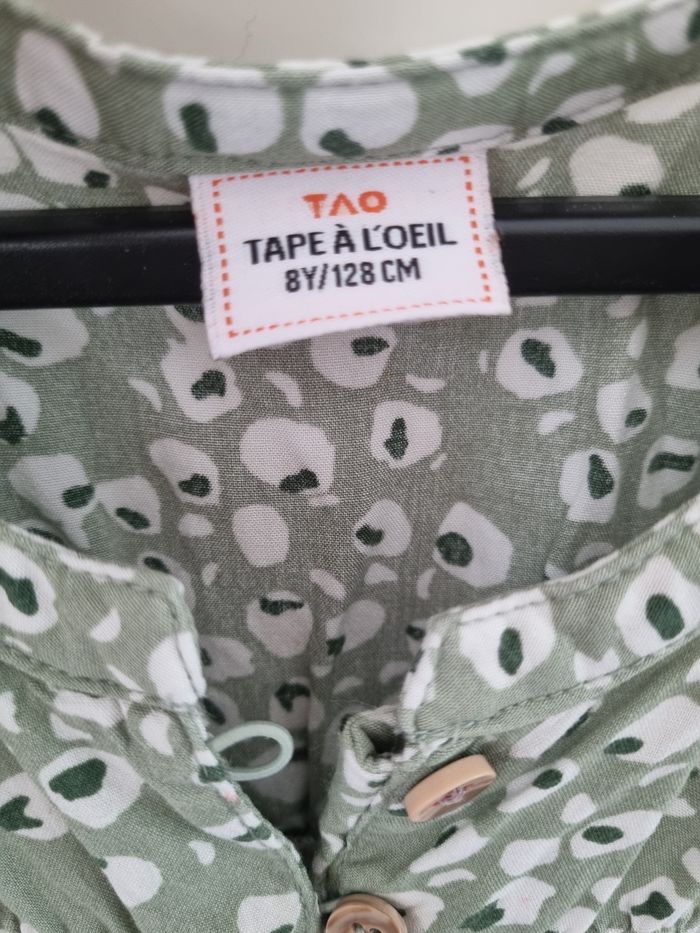 TAO
TAPE À L'OEIL
8Y/128 CM